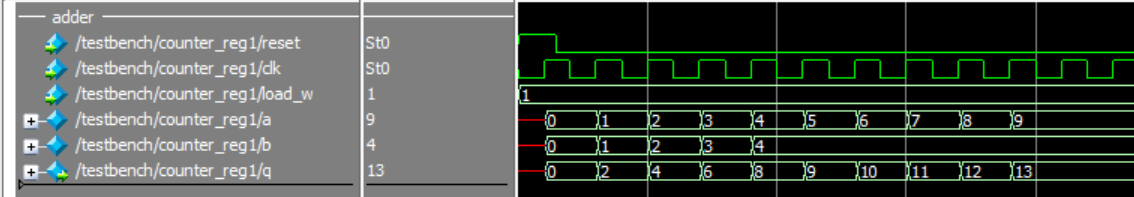 adder
/testbench/counter_reg1/reset St0
/testbench/counter_reg1/clk St0
/testbench/counter_reg1/load_w 1 1
/testbench/counter_reg1/a 9 0 1 2 3 4 5 6 7 8 9
/testbench/counter_reg1/b 4 0 1 2 3 4
/testbench/counter_reg1/q 13 0 2 4 6 8 9 10 11 12 13